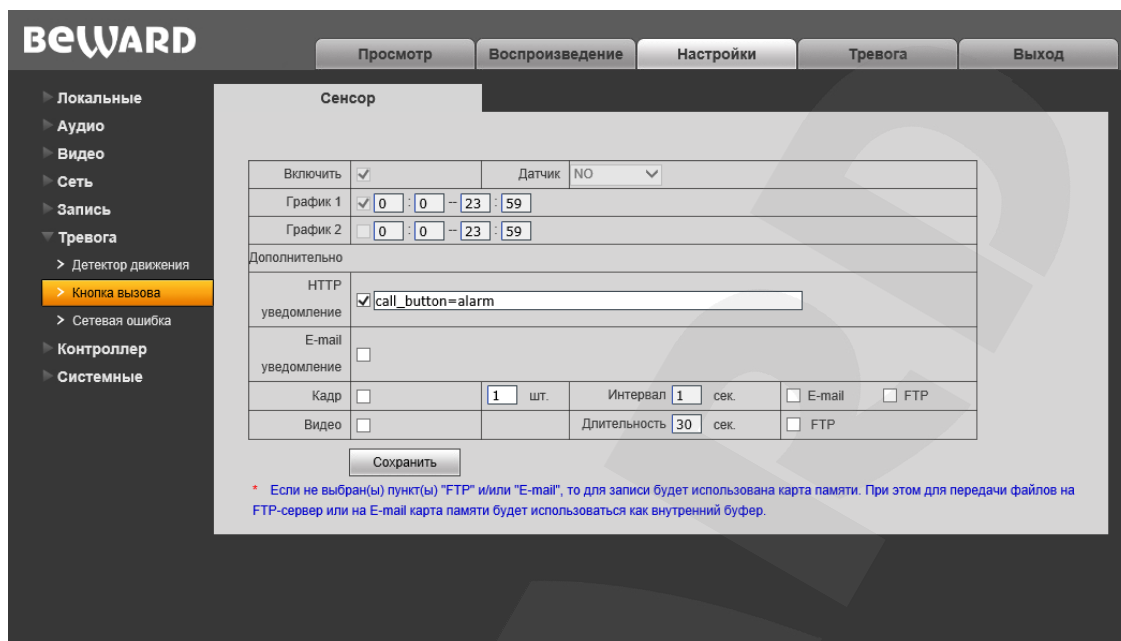 BEWARD
Просмотр Воспроизведение Настройки Тревога Выход
Локальные
Аудио
Видео
Сеть
Запись
Тревога
> Детектор движения
> Кнопка вызова
> Сетевая ошибка
Контроллер
Системные
Сенсор
Включить Датчик NO
График 1 0 : 0 -- 23 : 59
График 2 0 : 0 -- 23 : 59
Дополнительно
HTTP
уведомление call_button=alarm
E-mail
уведомление
Кадр 1 шт. Интервал 1 сек. E-mail FTP
Видео Длительность 30 сек. FTP
Сохранить
* Если не выбран(ы) пункт(ы) "FTP" и/или "E-mail", то для записи будет использована карта памяти. При этом для передачи файлов на
FTP-сервер или на E-mail карта памяти будет использоваться как внутренний буфер.